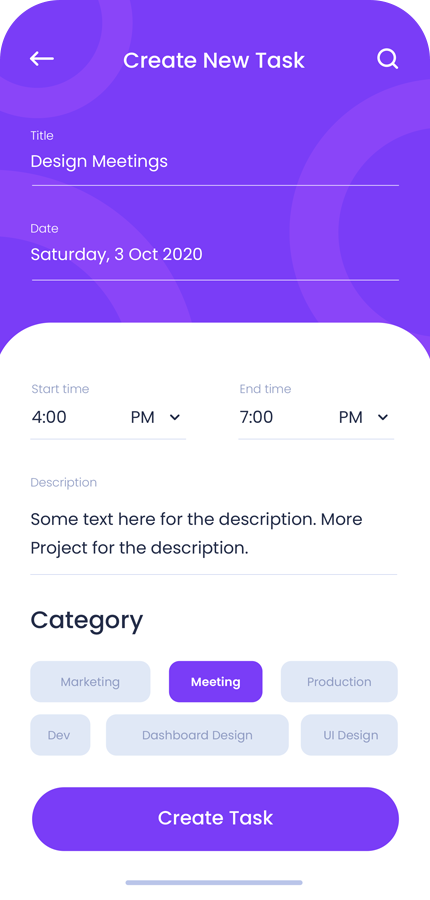 Create New Task
Title
Design Meetings
Date
Saturday, 3 Oct 2020
Start time
End time
4:00 PM
7:00 PM
Description
Some text here for the description. More
Project for the description.
Category
Marketing
Meeting
Production
Dev
Dashboard Design
UI Design
Create Task